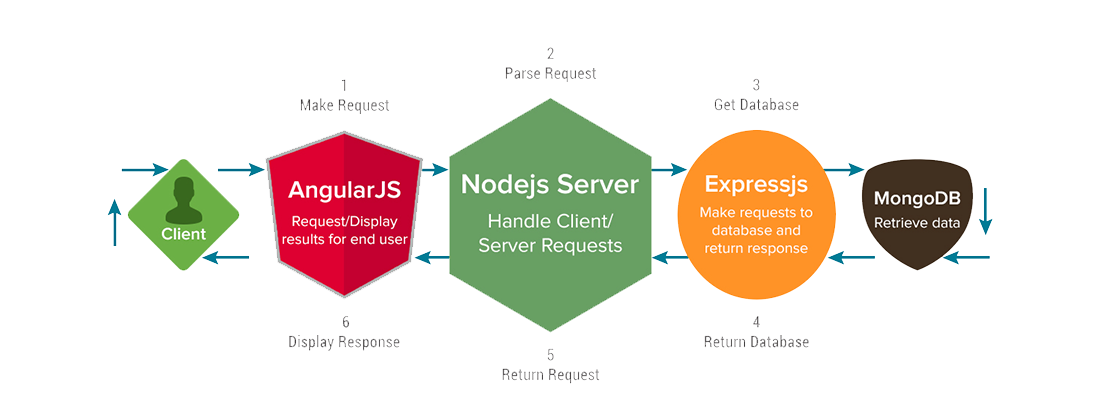 1
Make Request
2
Parse Request
3
Get Database
Client
AngularJS
Request/Display
results for end user
Nodejs Server
Handle Client/
Server Requests
Expressjs
Make requests to
database and
return response
MongoDB
Retrieve data
6
Display Response
5
Return Request
4
Return Database